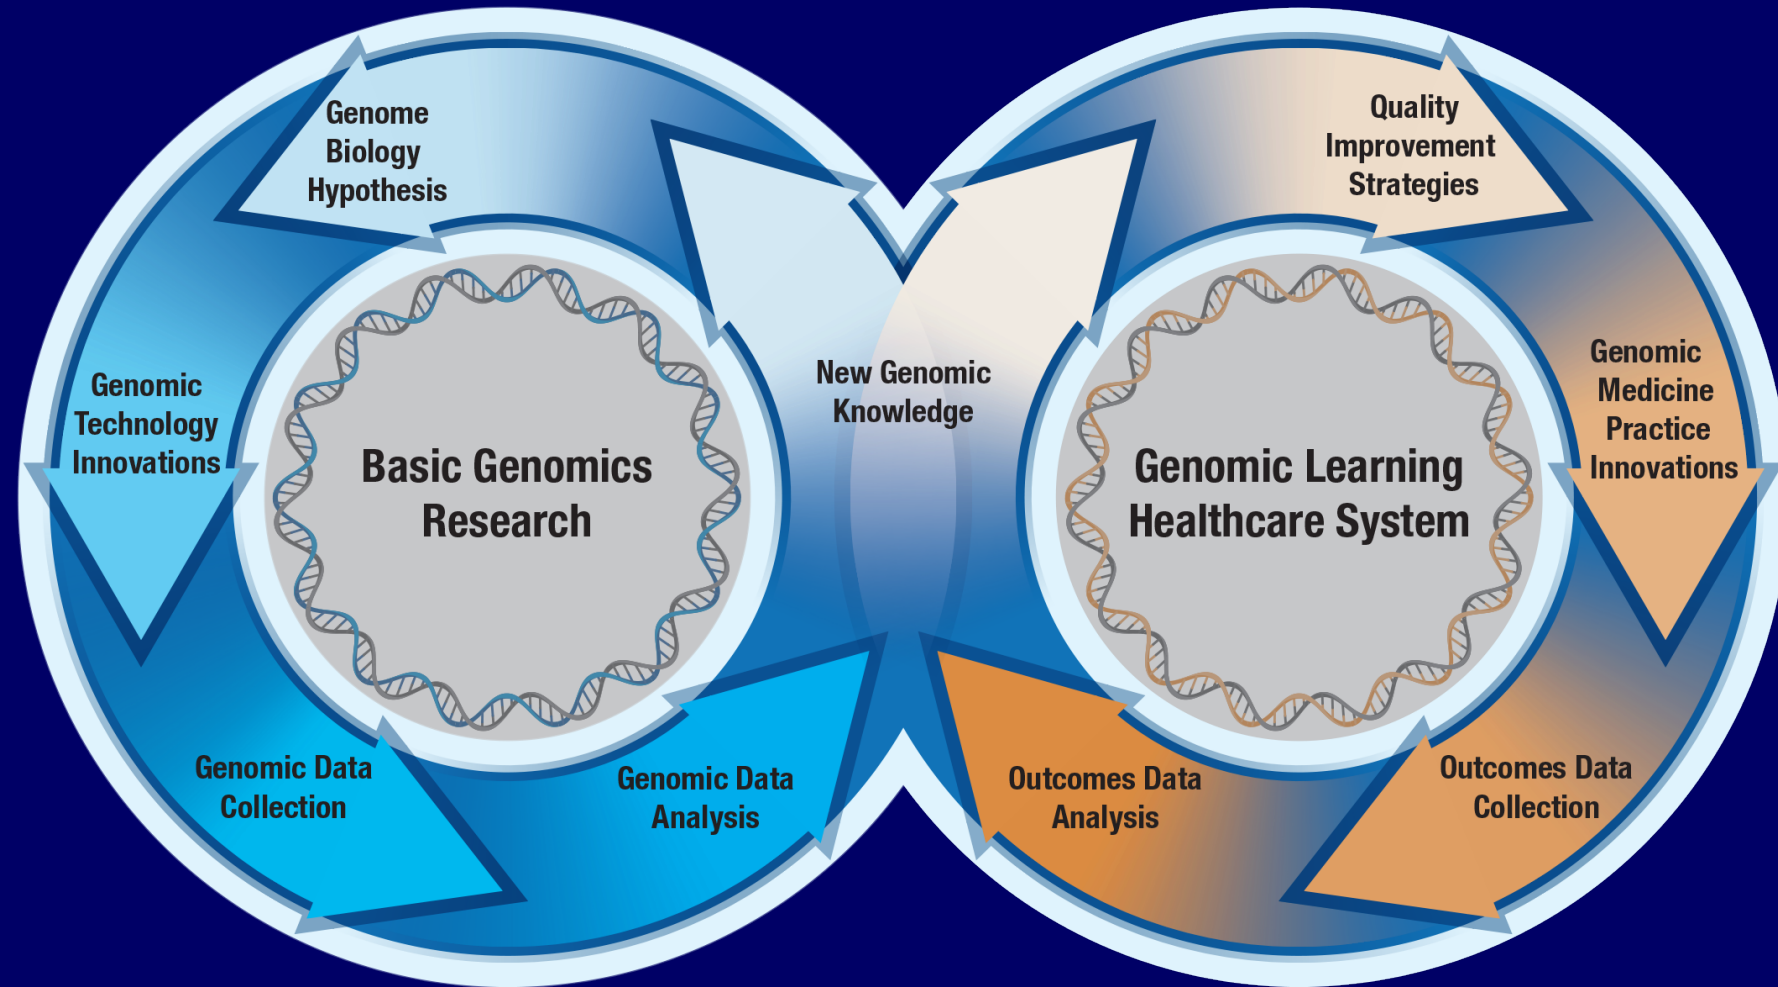 Genome
Biology
Hypothesis
Genomic
Technology
Innovations
Genomic Data
Collection
Genomic Data
Analysis
Basic Genomics
Research
New Genomic
Knowledge
Quality
Improvement
Strategies
Genomic
Medicine
Practice
Innovations
Outcomes Data
Collection
Outcomes Data
Analysis
Genomic Learning
Healthcare System